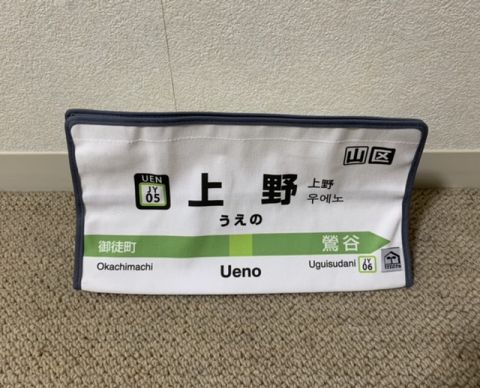 山区
UEN
JY
05
上野
上野
우에노
うえの
御徒町
鶯谷
Okachimachi
Ueno
Uguisudani
JY
06